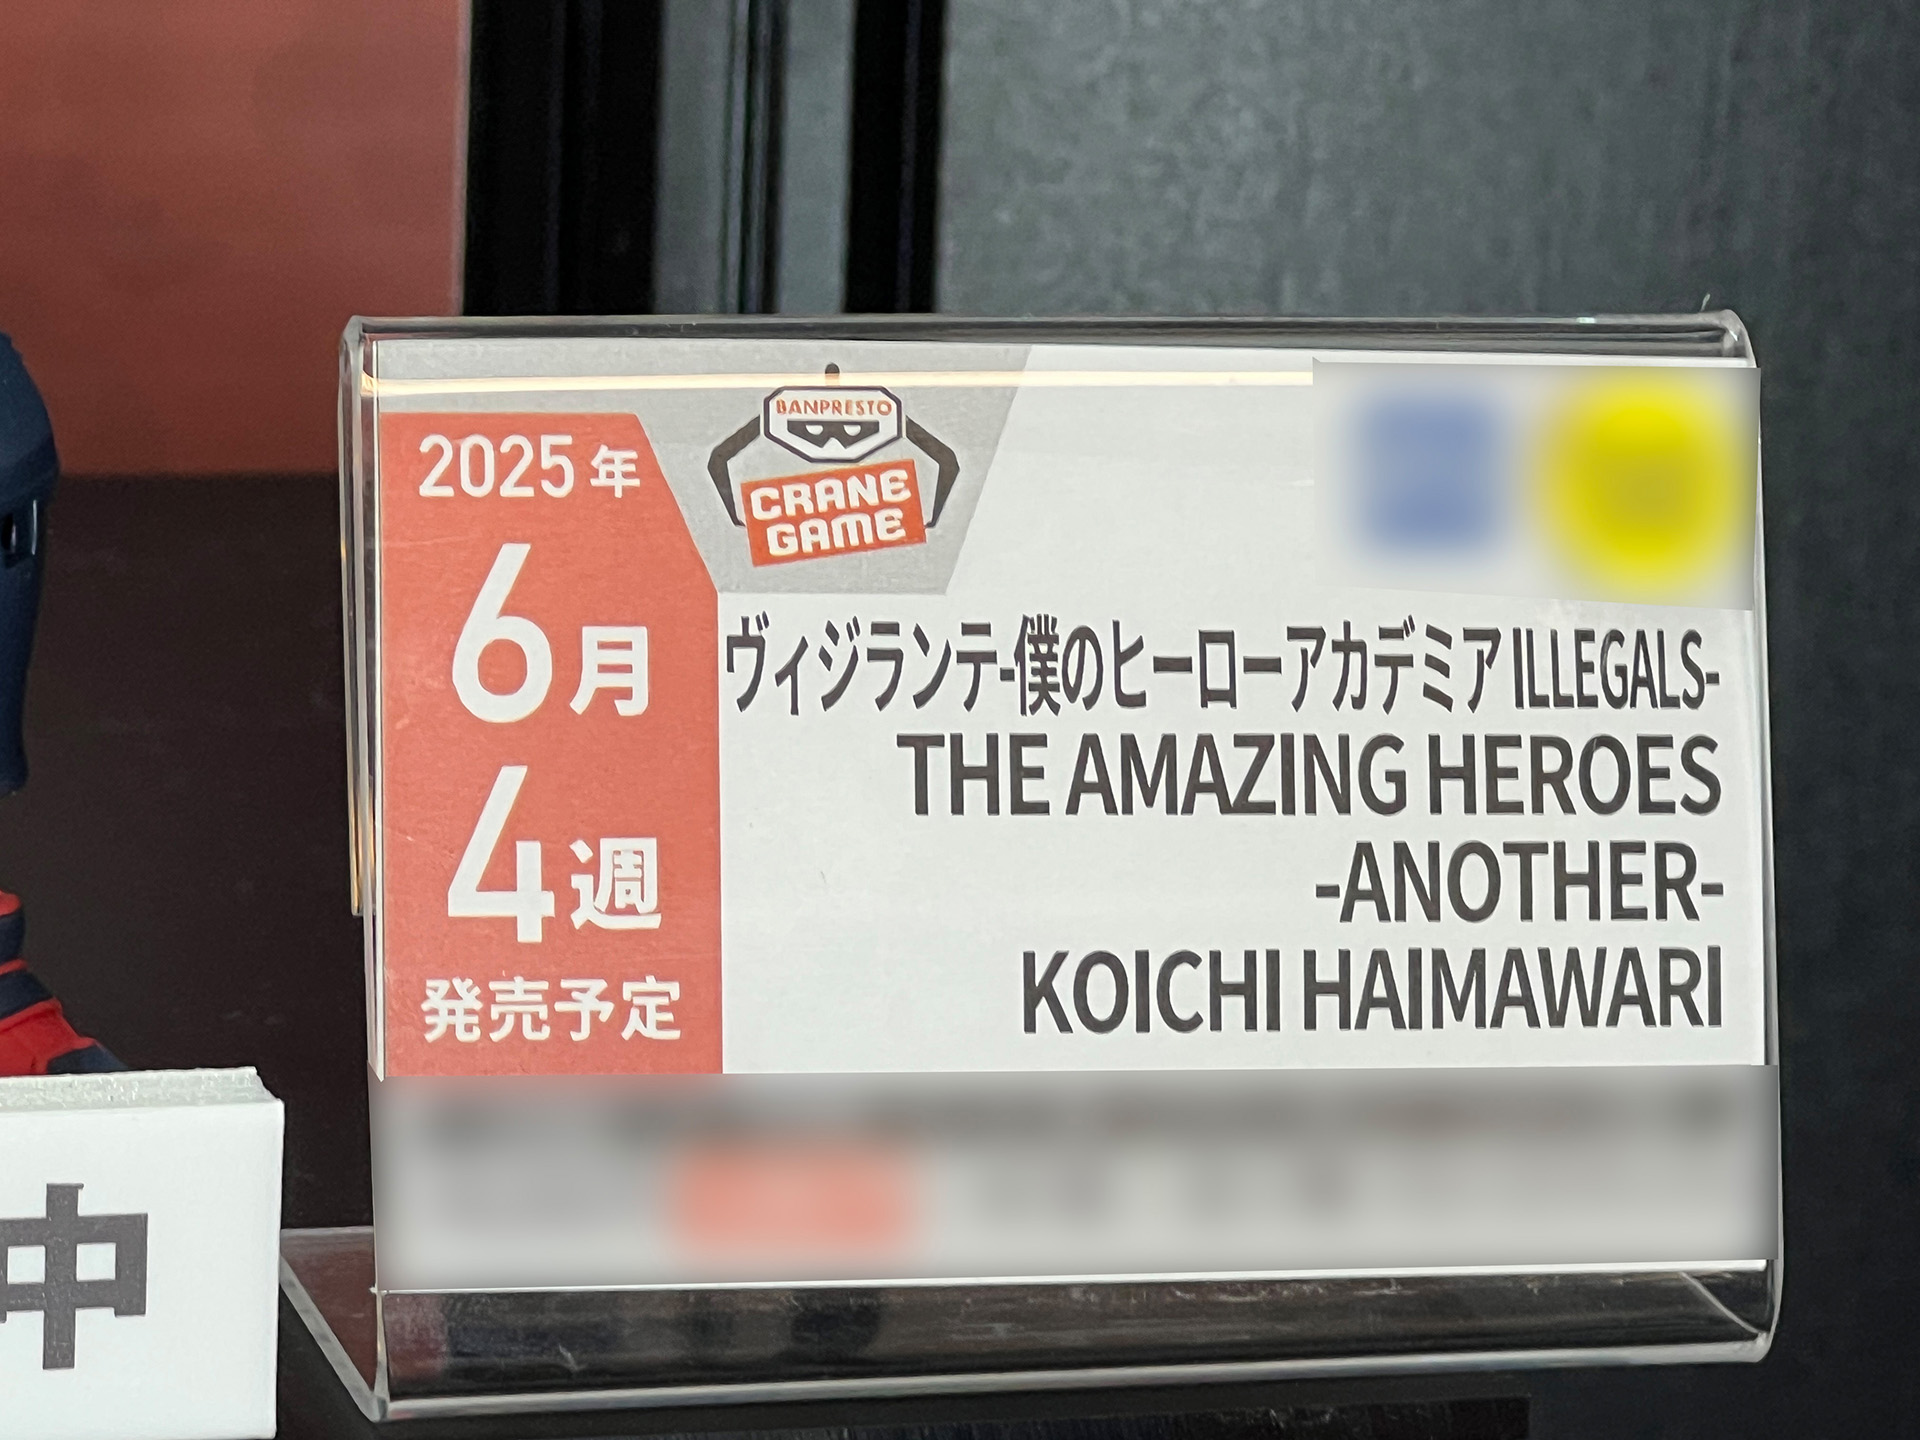 BANPRESTO
CRANE
GAME
2025年
6月
4週
発売予定
ヴィジランテ-僕のヒーローアカデミア ILLEGALS-
THE AMAZING HEROES
-ANOTHER-
KOICHI HAIMAWARI
中